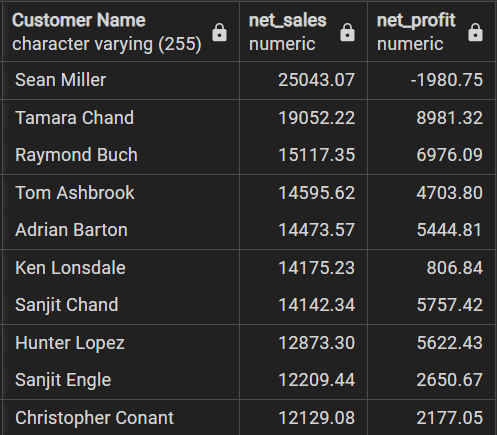 Customer Name net_sales net_profit
character varying (255) numeric numeric
Sean Miller 25043.07 -1980.75
Tamara Chand 19052.22 8981.32
Raymond Buch 15117.35 6976.09
Tom Ashbrook 14595.62 4703.80
Adrian Barton 14473.57 5444.81
Ken Lonsdale 14175.23 806.84
Sanjit Chand 14142.34 5757.42
Hunter Lopez 12873.30 5622.43
Sanjit Engle 12209.44 2650.67
Christopher Conant 12129.08 2177.05